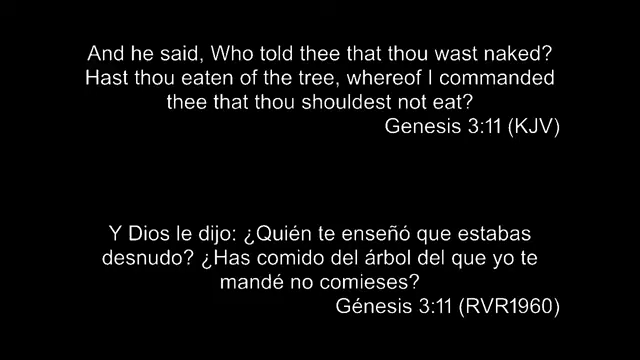 And he said, Who told thee that thou wast naked?
Hast thou eaten of the tree, whereof I commanded
thee that thou shouldest not eat?
Genesis 3:11 (KJV)
Y Dios le dijo: ¿Quién te enseñó que estabas
desnudo? ¿Has comido del árbol del que yo te
mandé no comieses?
Génesis 3:11 (RVR1960)